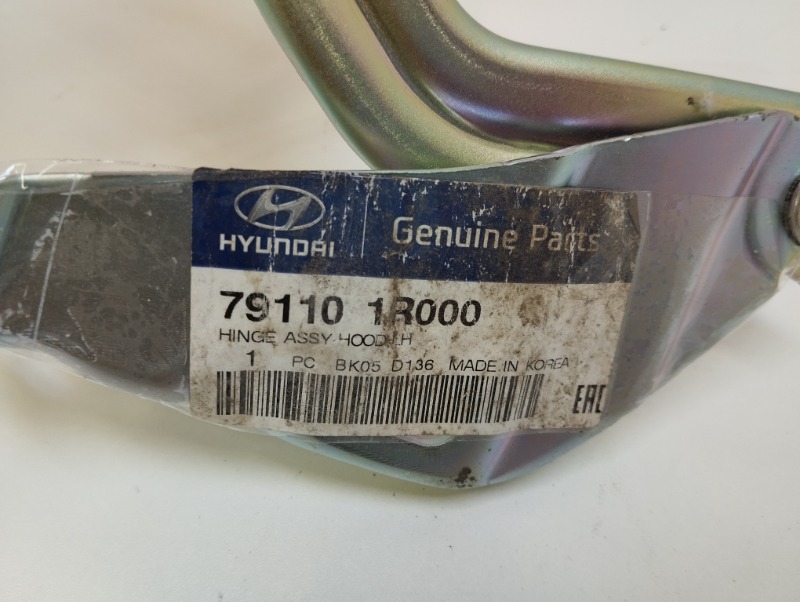 HYUNDAI
Genuine Parts
79110 1R000
HINGE ASSY-HOOD,LH
1 PC BK05 D136 MADE IN KOREA
EAC